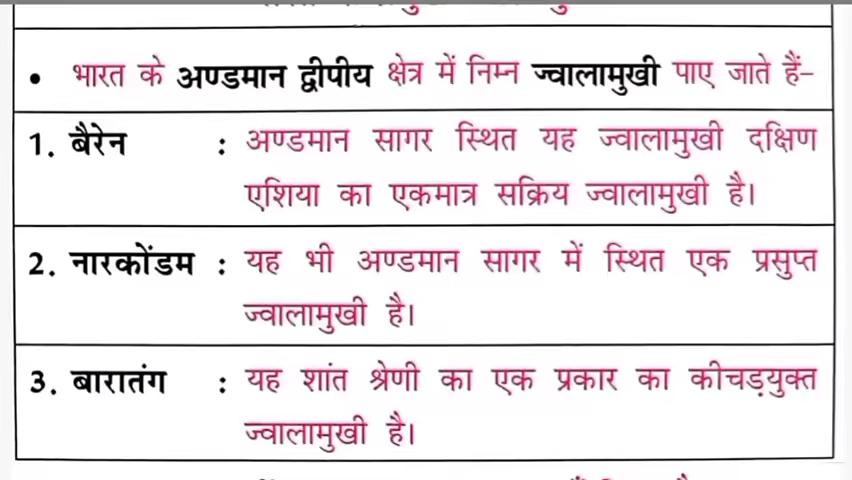 • भारत के अण्डमान द्वीपीय क्षेत्र में निम्न ज्वालामुखी पाए जाते हैं–
1. बैरेन : अण्डमान सागर स्थित यह ज्वालामुखी दक्षिण
एशिया का एकमात्र सक्रिय ज्वालामुखी है।
2. नारकोंडम : यह भी अण्डमान सागर में स्थित एक प्रसुप्त
ज्वालामुखी है।
3. बारातंग : यह शांत श्रेणी का एक प्रकार का कीचड़युक्त
ज्वालामुखी है।